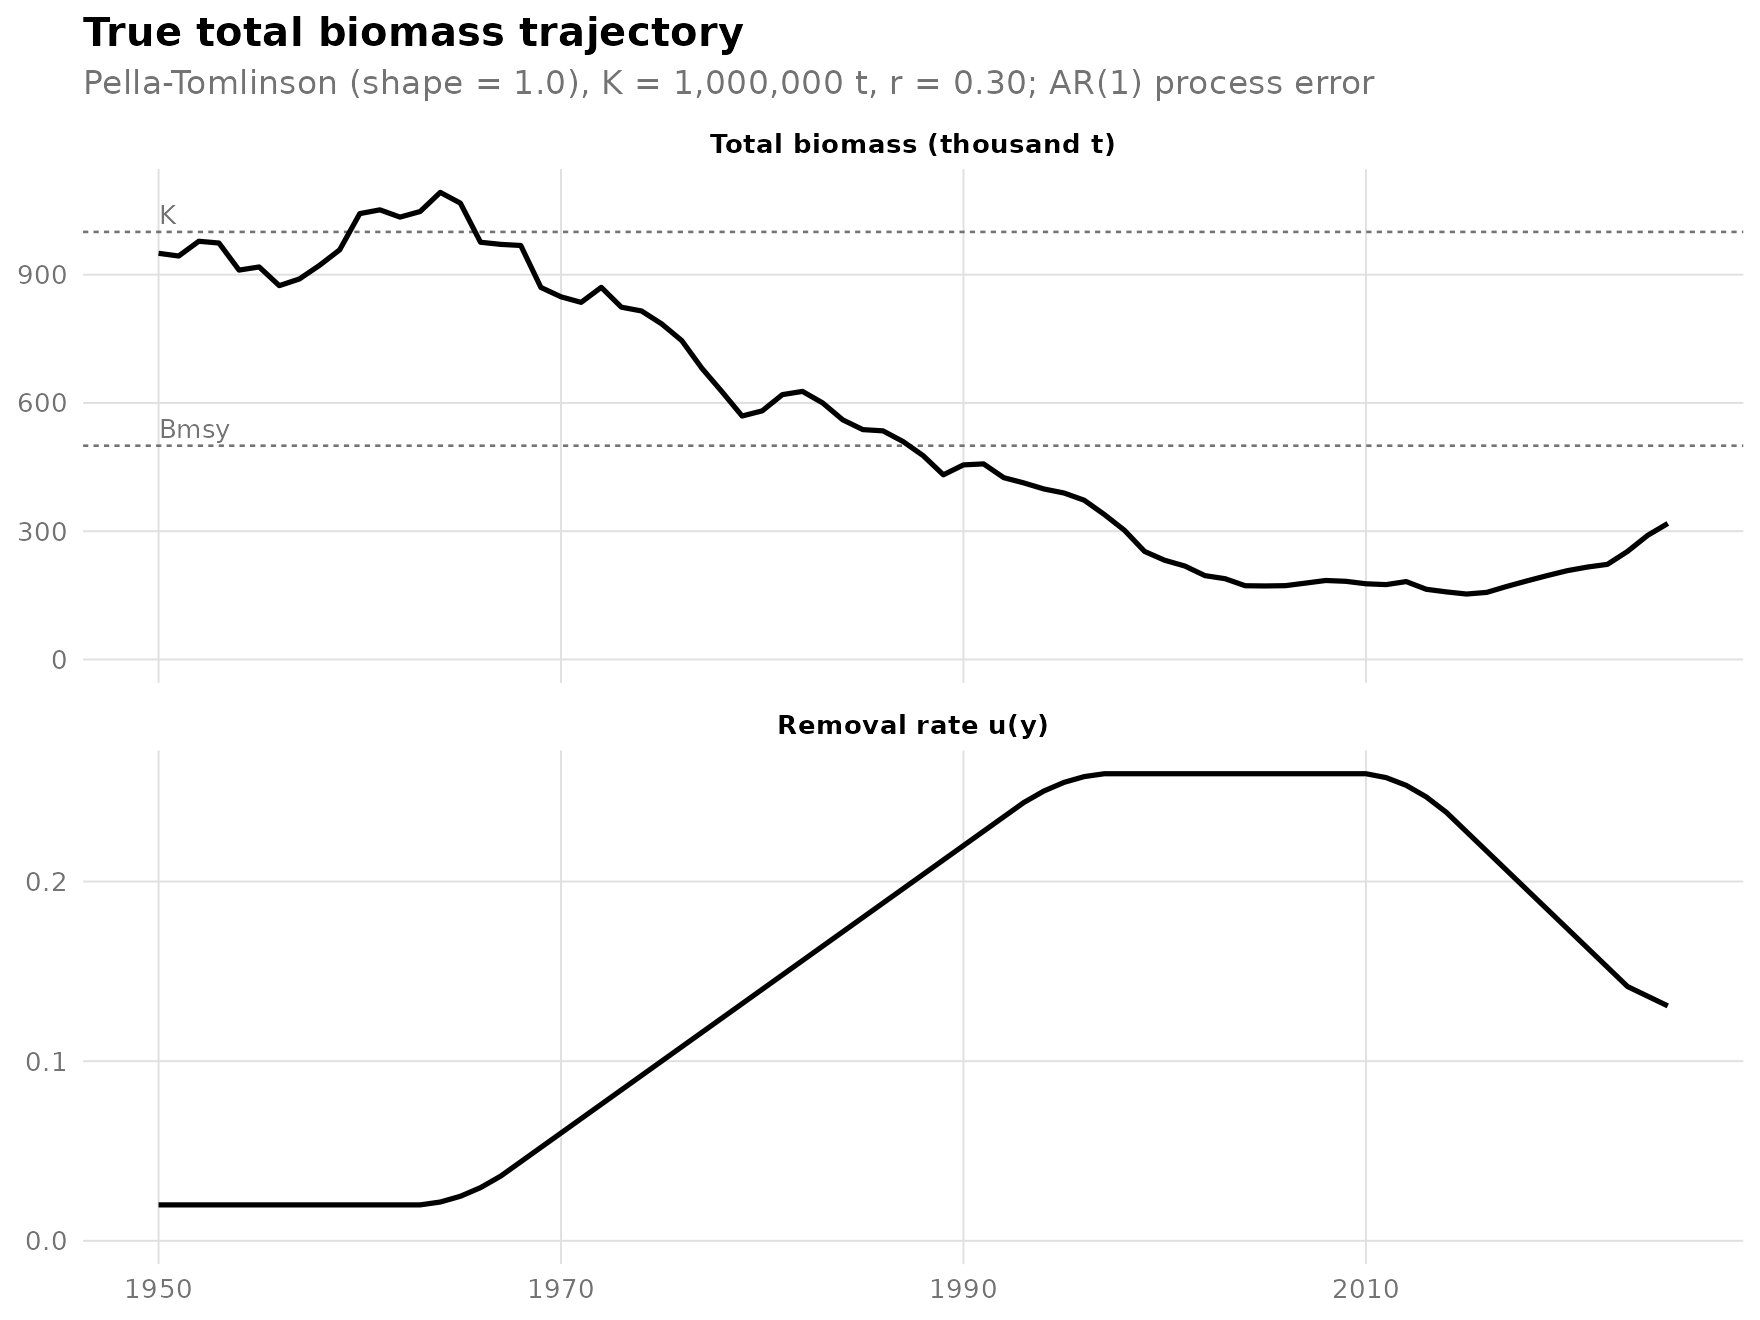 True total biomass trajectory
Pella-Tomlinson (shape = 1.0), K = 1,000,000 t, r = 0.30; AR(1) process error
Total biomass (thousand t)
K
900
600
Bmsy
300
0
Removal rate u(y)
0.2
0.1
0.0
1950 1970 1990 2010